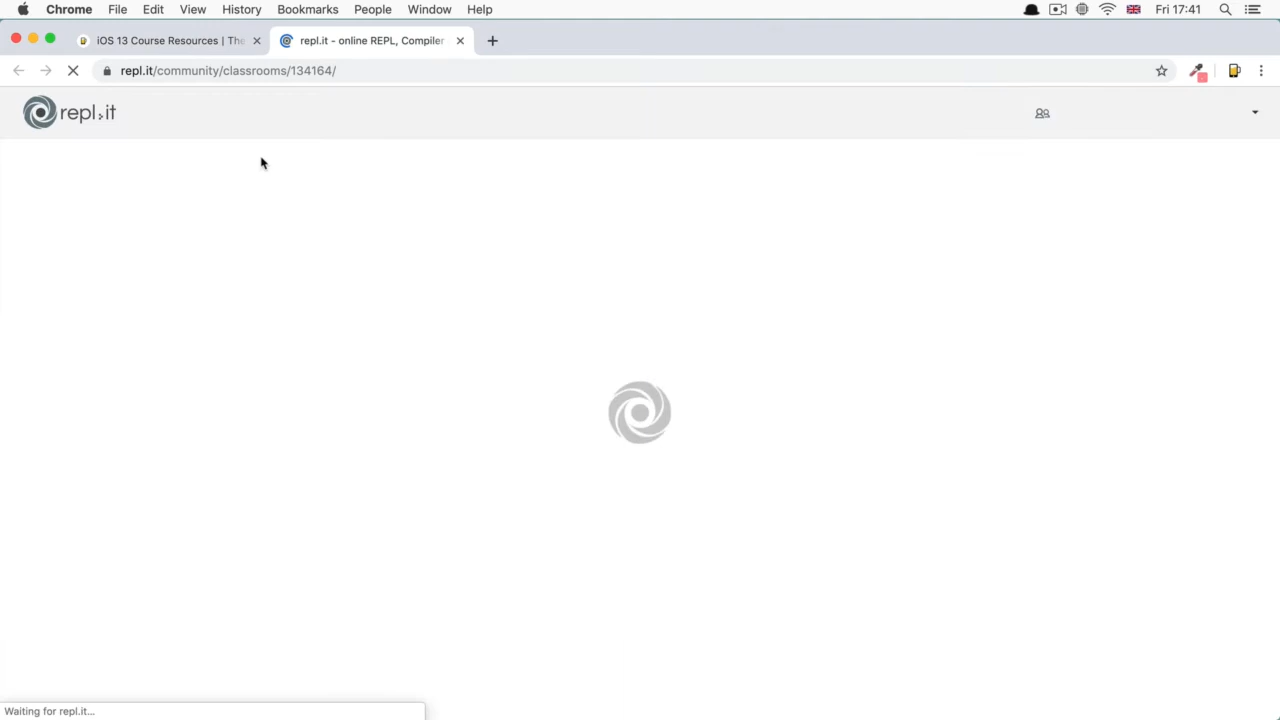 Chrome File Edit View History Bookmarks People Window Help Fri 17:41
iOS 13 Course Resources | The repl.it - online REPL, Compiler
repl.it/community/classrooms/134164/
repl.it
Waiting for repl.it...